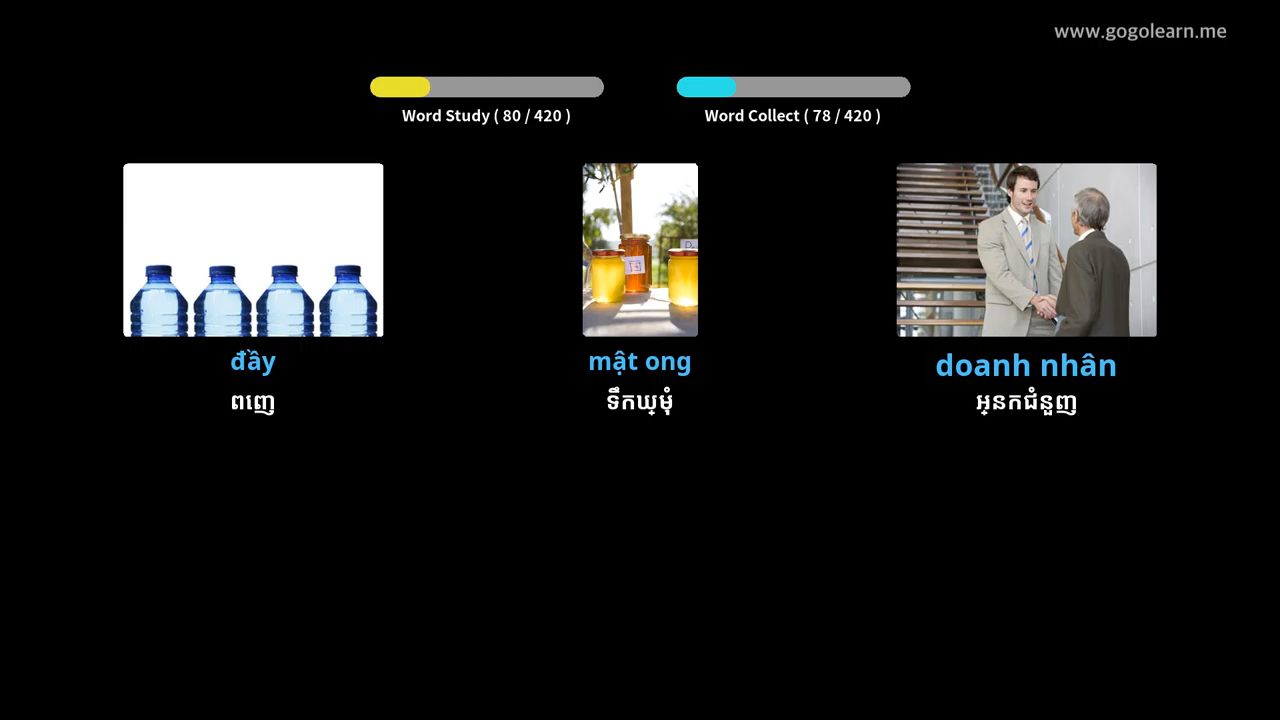 www.gogolearn.me
Word Study ( 80 / 420 )
Word Collect ( 78 / 420 )
đầy
mật ong
doanh nhân
ពេញ
ទឹកឃ្មុំ
អ្នកជំនួញ